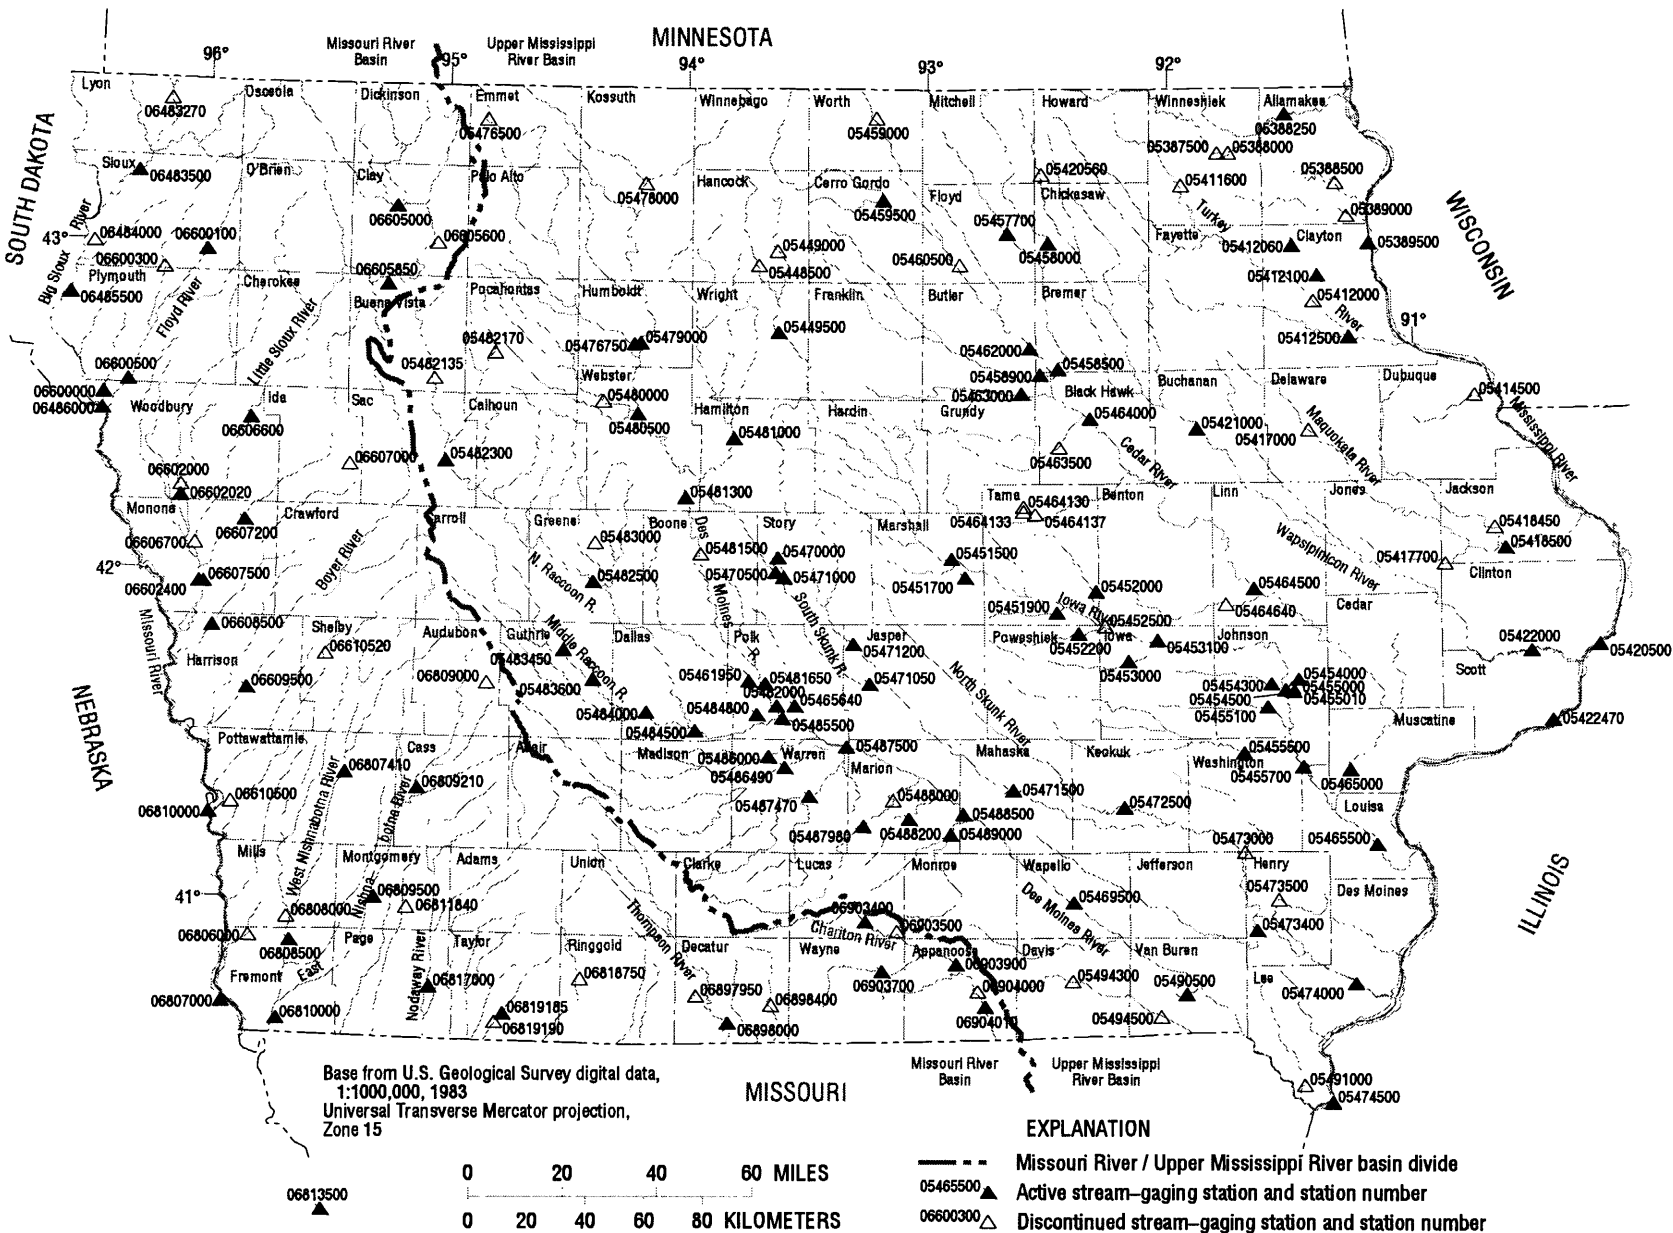 MINNESOTA
Missouri River
Basin
Upper Mississippi
River Basin
96°
95°
94°
93°
92°
Lyon
Osceola
Dickinson
Emmet
Kossuth
Winnebago
Worth
Mitchell
Howard
Winneshiek
Allamakee
06483270
05476500
05459000
05388250
05387500
05388000
SOUTH DAKOTA
Sioux
06483500
O'Brien
Clay
Palo Alto
05478000
Hancock
Cerro Gordo
Floyd
05420560
Chickasaw
05411600
05388500
06605000
05459500
05457700
Turkey
05389000
WISCONSIN
43°
River
06484000
06600100
06605600
05449000
05458000
Fayette
05412060
Clayton
05389500
06600300
05448500
05460500
Big Sioux
Plymouth
06485500
Floyd River
Cherokee
06605850
Buena Vista
Pocahontas
Humboldt
Wright
Franklin
Butler
Bremer
05412100
05412000
River
91°
Little Sioux River
05482170
05476750
05479000
05449500
05462000
05412500
06600500
05482135
05458500
05458900
06600000
06486000
Woodbury
Ida
Sac
Calhoun
Webster
05480000
Hamilton
Hardin
Grundy
05463000
Black Hawk
Buchanan
Delaware
Dubuque
05414500
06606600
05480500
05481000
05464000
05421000
05417000
Maquoketa River
Mississippi River
06607000
05482300
05463500
Cedar River
06602000
06602020
05481300
Tama
05464130
Benton
Linn
Jones
Jackson
Monona
Crawford
Carroll
Greene
Boone
Des
Story
Marshall
05464133
05464137
06607200
06606700
Boyer River
05483000
05481500
05470000
05451500
Wapsipinicon River
05418450
05418500
05417700
42°
06607500
06602400
N. Raccoon R.
05482500
05470500
05471000
05451700
05452000
05464500
Clinton
Missouri River
06608500
Shelby
Audubon
Guthrie
Middle Raccoon R.
Dallas
Moines
Polk
R.
South Skunk R.
Jasper
05451900
Iowa River
05452500
05464640
Cedar
Poweshiek
Iowa
Johnson
05422000
05420500
Harrison
06610520
05483450
05471200
05452200
05453100
Scott
06609500
06809000
05483600
05461950
05481650
05482000
05471050
North Skunk River
05453000
05454300
05454000
05455000
05454500
05455010
NEBRASKA
05484000
05484800
05465640
05485500
05455100
Muscatine
05422470
Pottawattamie
Cass
Adair
05484500
Madison
05486000
Warren
05487500
Marion
Mahaska
Keokuk
Washington
05455500
06807410
06809210
05486490
05455700
05465000
06610500
06810000
West Nishnabotna River
botna River
05487470
05488000
05471500
05472500
Louisa
05487980
05488200
05488500
05489000
05473000
05465500
Mills
Montgomery
Adams
Union
Clarke
Lucas
Monroe
Wapello
Jefferson
Henry
Des Moines
41°
06809500
Nishna-
06811840
05473500
ILLINOIS
06808000
Thompson River
06903400
Des Moines River
05469500
05473400
06806000
Page
Taylor
Ringgold
Decatur
Wayne
Chariton River
06903500
Appanoose
Davis
Van Buren
Lee
06808500
East
Fremont
Nodaway River
06817000
06818750
06897950
06898400
06903700
06903900
06904000
05494300
05490500
05474000
06807000
06810000
06819185
06819190
06898000
06904010
05494500
Missouri River
Basin
Upper Mississippi
River Basin
05491000
05474500
Base from U.S. Geological Survey digital data,
1:1000,000, 1983
Universal Transverse Mercator projection,
Zone 15
MISSOURI
06813500
0 20 40 60 MILES
0 20 40 60 80 KILOMETERS
EXPLANATION
Missouri River / Upper Mississippi River basin divide
05465500 Active stream–gaging station and station number
06600300 Discontinued stream–gaging station and station number